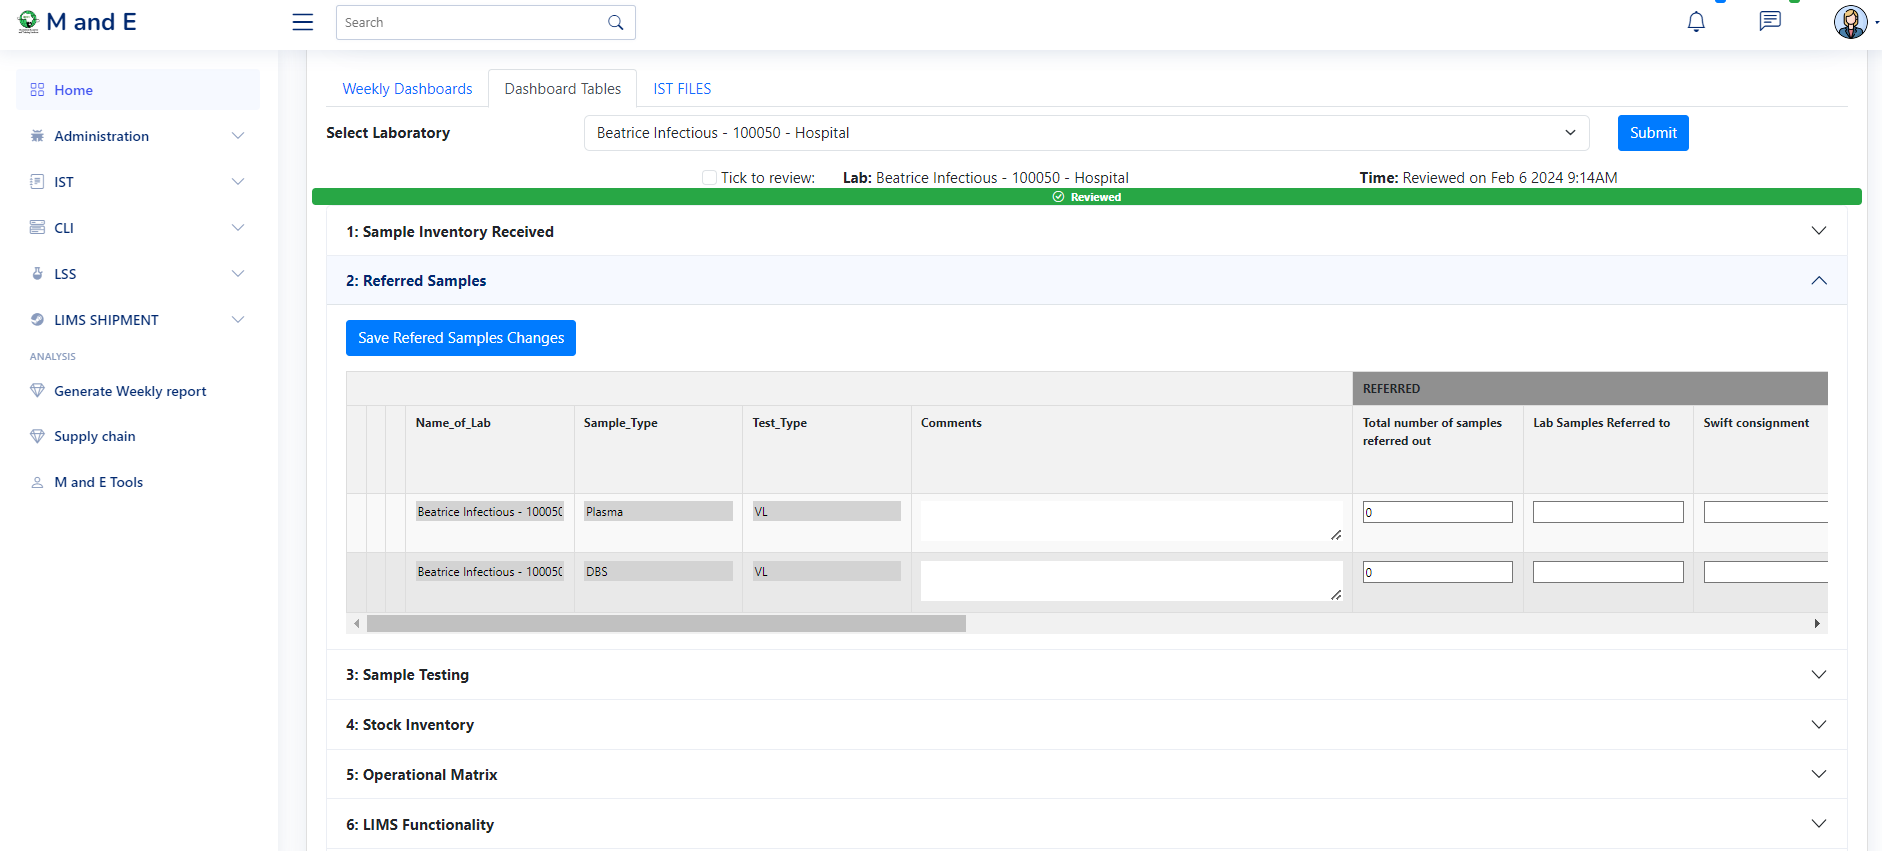 M and E
Search
Home
Administration
IST
CLI
LSS
LIMS SHIPMENT
ANALYSIS
Generate Weekly report
Supply chain
M and E Tools
Weekly Dashboards Dashboard Tables IST FILES
Select Laboratory Beatrice Infectious - 100050 - Hospital Submit
Tick to review: Lab: Beatrice Infectious - 100050 - Hospital Time: Reviewed on Feb 6 2024 9:14AM
Reviewed
1: Sample Inventory Received
2: Referred Samples
Save Refered Samples Changes
REFERRED
Name_of_Lab Sample_Type Test_Type Comments Total number of samples Lab Samples Referred to Swift consignment
referred out
Beatrice Infectious - 10005 Plasma VL 0
Beatrice Infectious - 10005 DBS VL 0
3: Sample Testing
4: Stock Inventory
5: Operational Matrix
6: LIMS Functionality